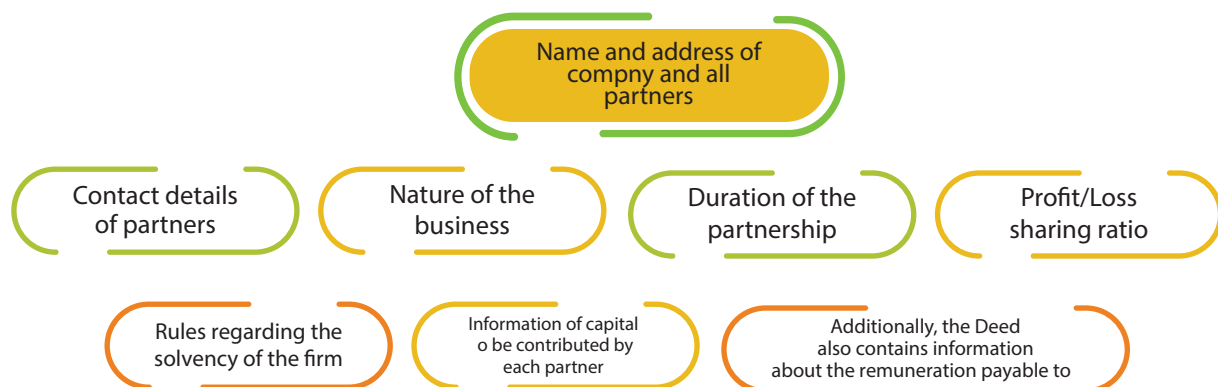 Name and address of
compny and all
partners
Contact details
of partners
Nature of the
business
Duration of the
partnership
Profit/Loss
sharing ratio
Rules regarding the
solvency of the firm
Information of capital
o be contributed by
each partner
Additionally, the Deed
also contains information
about the remuneration payable to